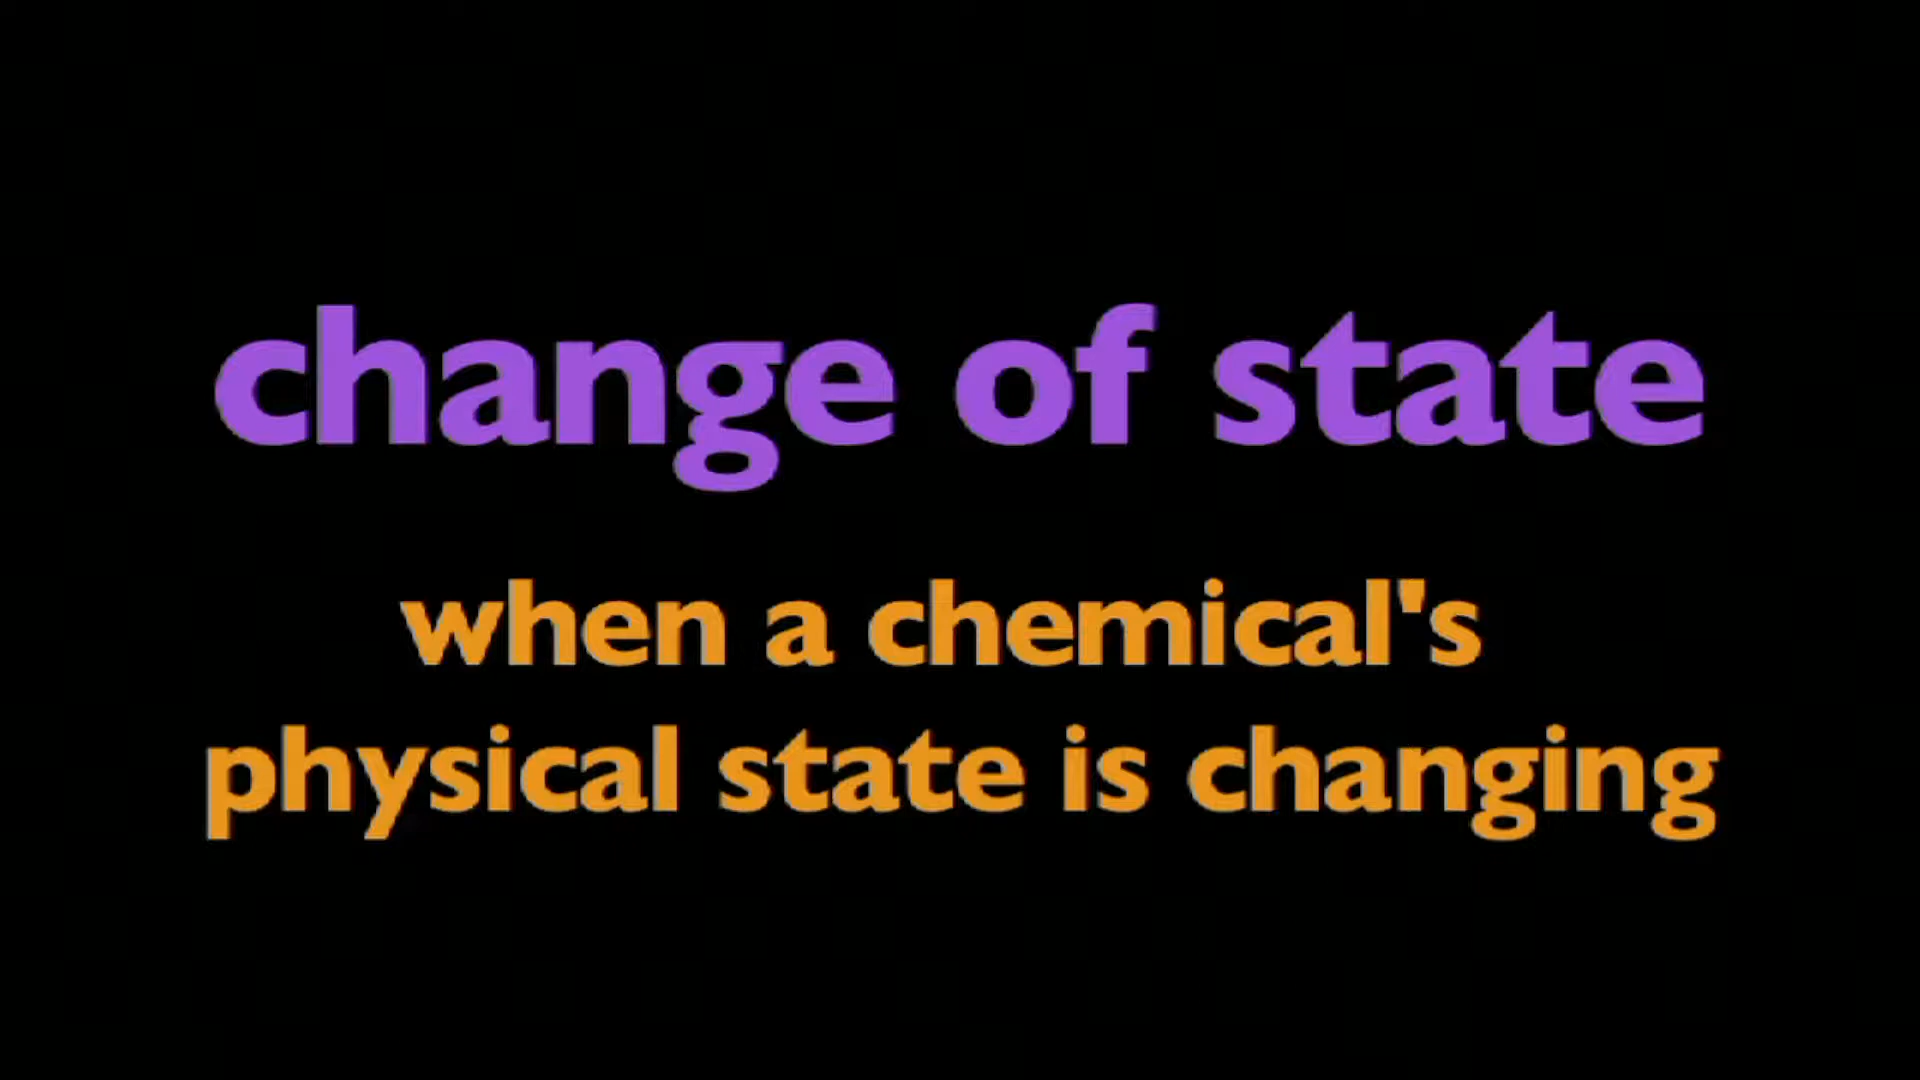 change of state
when a chemical's
physical state is changing